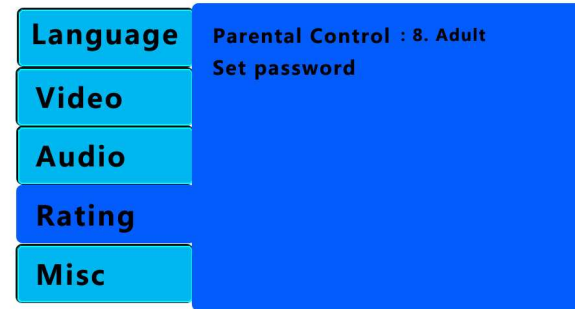 Language
Video
Audio
Rating
Misc
Parental Control : 8. Adult
Set password